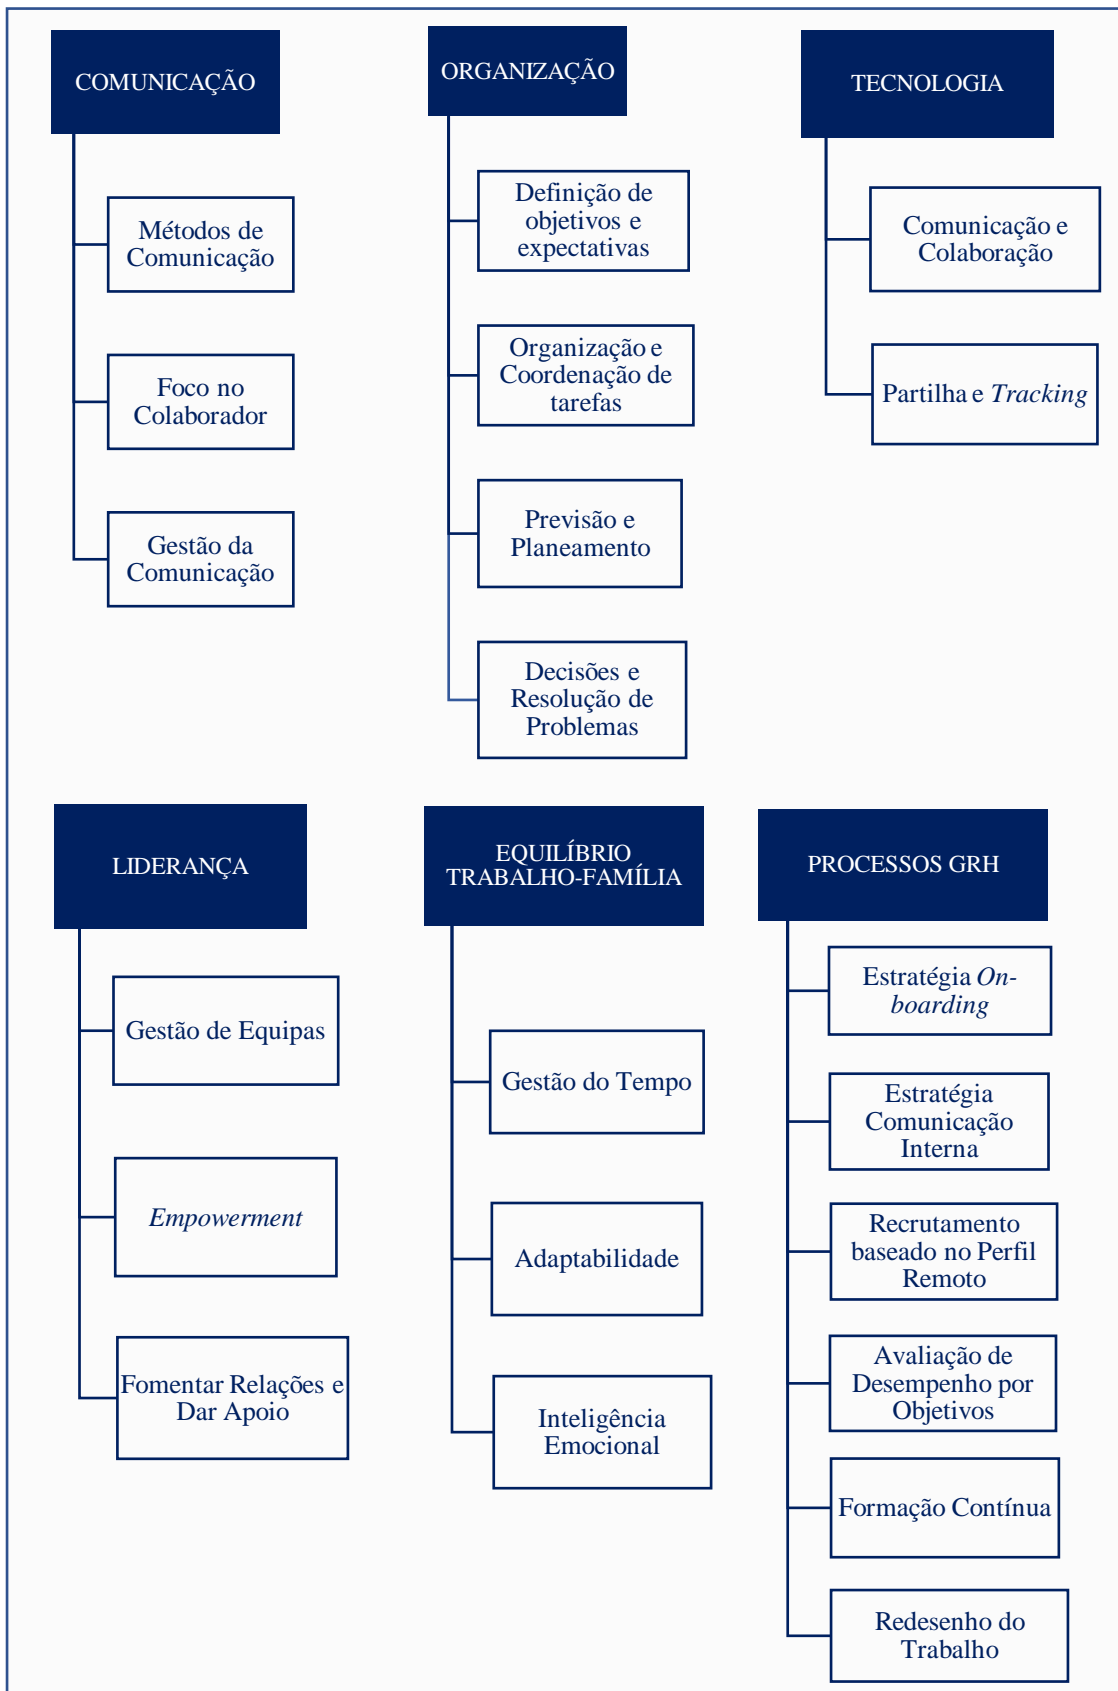 COMUNICAÇÃO
Métodos de
Comunicação
Foco no
Colaborador
Gestão da
Comunicação
ORGANIZAÇÃO
Definição de
objetivos e
expectativas
Organização e
Coordenação de
tarefas
Previsão e
Planeamento
Decisões e
Resolução de
Problemas
TECNOLOGIA
Comunicação e
Colaboração
Partilha e Tracking
LIDERANÇA
Gestão de Equipas
Empowerment
Fomentar Relações e
Dar Apoio
EQUILÍBRIO
TRABALHO-FAMÍLIA
Gestão do Tempo
Adaptabilidade
Inteligência
Emocional
PROCESSOS GRH
Estratégia On-
boarding
Estratégia
Comunicação
Interna
Recrutamento
baseado no Perfil
Remoto
Avaliação de
Desempenho por
Objetivos
Formação Contínua
Redesenho do
Trabalho